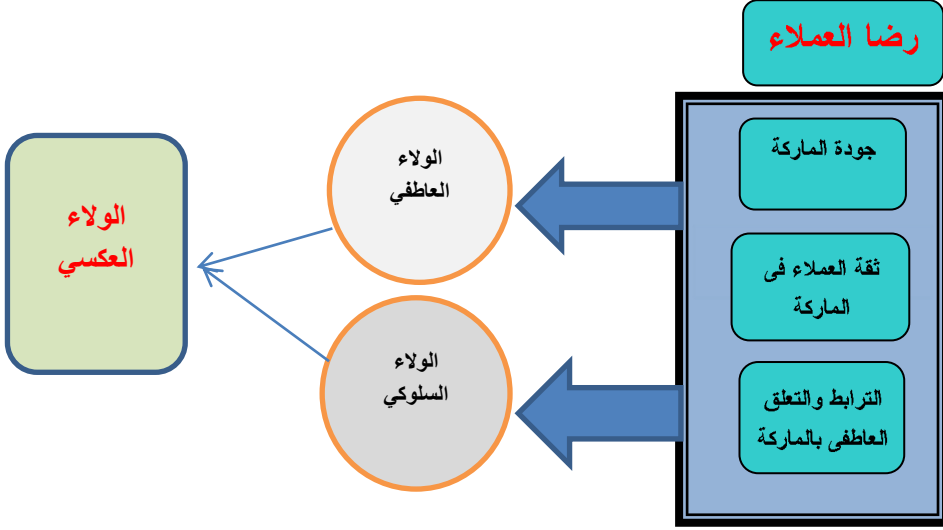 رضا العملاء
جودة الماركة
ثقة العملاء فى
الماركة
الترابط والتعلق
العاطفى بالماركة
الولاء
العاطفي
الولاء
السلوكي
الولاء
العكسي